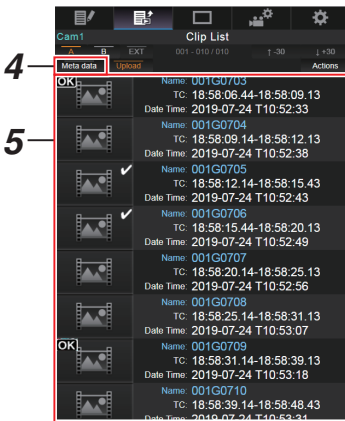 Cam1 Clip List
A B EXT 001 - 010 / 010 ↑ -30 ↓ +30
4 Meta data Upload Actions
5
OK Name: 001G0703
TC: 18:58:06.44-18:58:09.13
Date Time: 2019-07-24 T10:52:33
Name: 001G0704
TC: 18:58:09.14-18:58:12.13
Date Time: 2019-07-24 T10:52:38
Name: 001G0705
TC: 18:58:12.14-18:58:15.43
Date Time: 2019-07-24 T10:52:43
Name: 001G0706
TC: 18:58:15.44-18:58:20.13
Date Time: 2019-07-24 T10:52:49
Name: 001G0707
TC: 18:58:20.14-18:58:25.13
Date Time: 2019-07-24 T10:52:56
Name: 001G0708
TC: 18:58:25.14-18:58:31.13
Date Time: 2019-07-24 T10:53:07
OK Name: 001G0709
TC: 18:58:31.14-18:58:39.13
Date Time: 2019-07-24 T10:53:18
Name: 001G0710
TC: 18:58:39.14-18:58:48.43
Date Time: 2019-07-24 T10:53:31